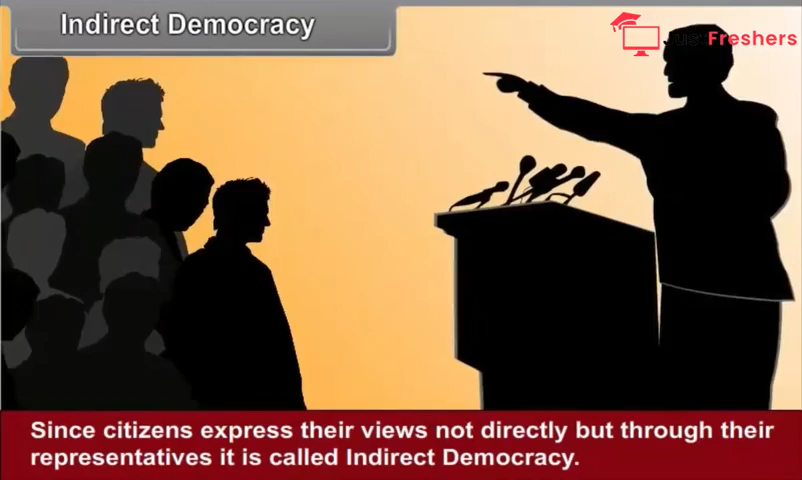 Indirect Democracy
Just Freshers
Since citizens express their views not directly but through their
representatives it is called Indirect Democracy.